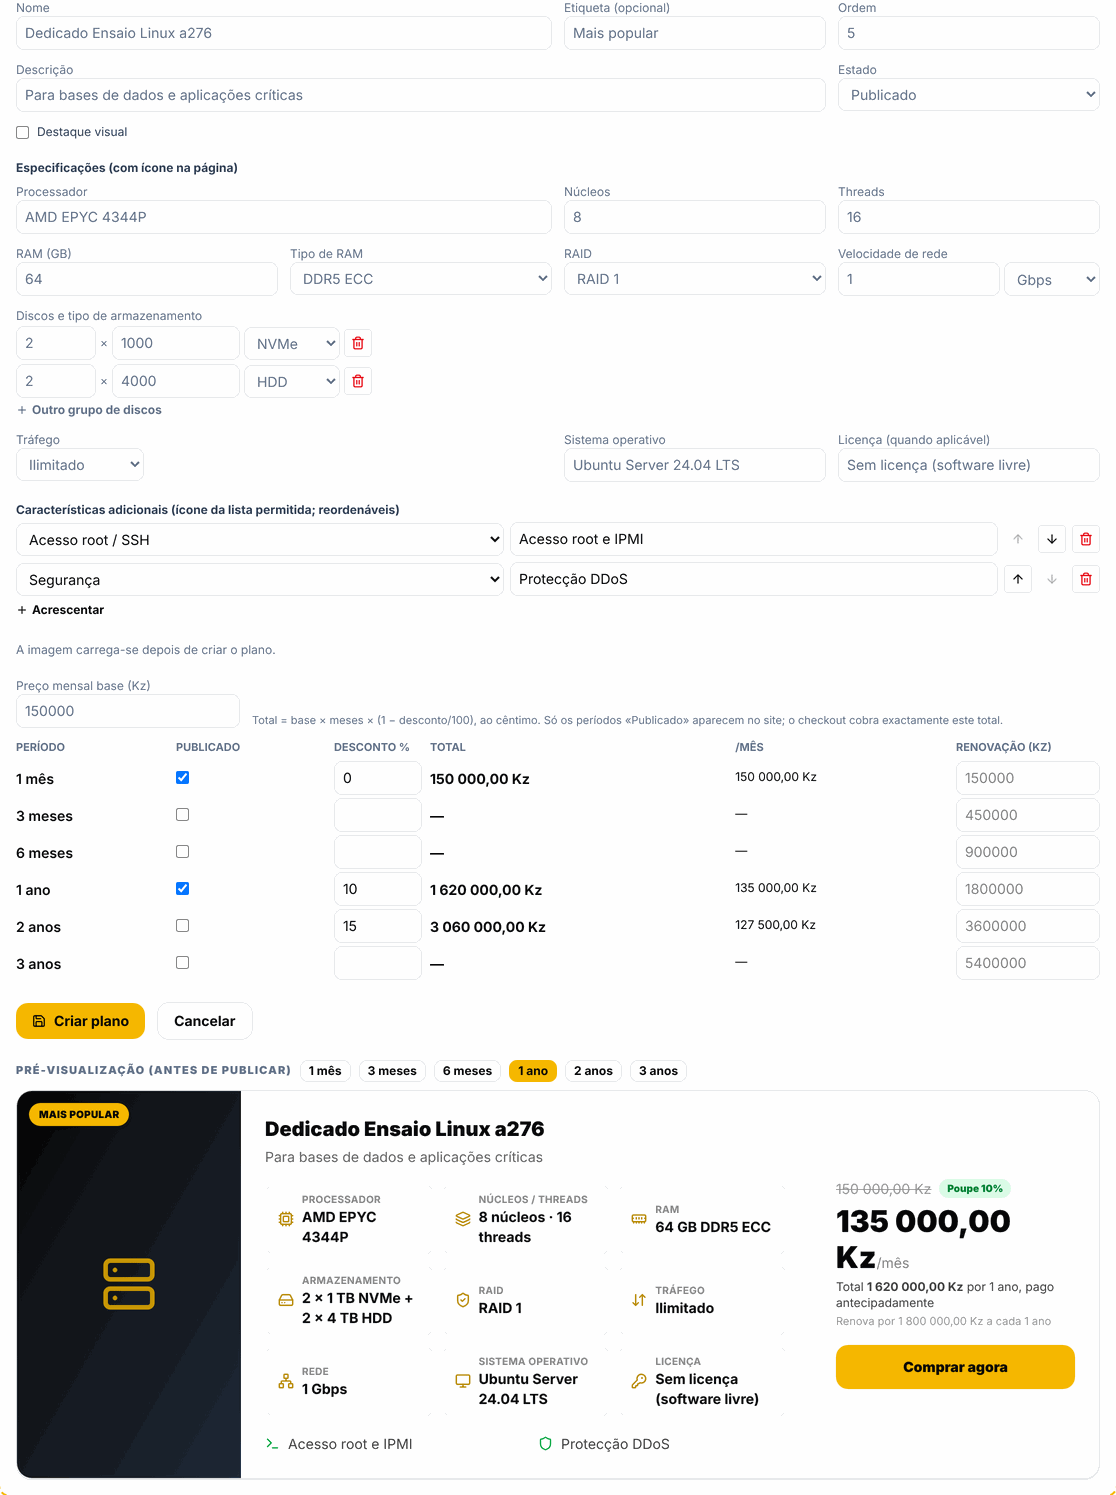 Nome
Etiqueta (opcional)
Ordem
Dedicado Ensaio Linux a276
Mais popular
5
Descrição
Estado
Para bases de dados e aplicações críticas
Publicado
Destaque visual
Especificações (com ícone na página)
Processador
Núcleos
Threads
AMD EPYC 4344P
8
16
RAM (GB)
Tipo de RAM
RAID
Velocidade de rede
64
DDR5 ECC
RAID 1
1
Gbps
Discos e tipo de armazenamento
2 × 1000 NVMe
2 × 4000 HDD
+ Outro grupo de discos
Tráfego
Sistema operativo
Licença (quando aplicável)
Ilimitado
Ubuntu Server 24.04 LTS
Sem licença (software livre)
Características adicionais (ícone da lista permitida; reordenáveis)
Acesso root / SSH
Acesso root e IPMI
Segurança
Protecção DDoS
+ Acrescentar
A imagem carrega-se depois de criar o plano.
Preço mensal base (Kz)
150000
Total = base × meses × (1 − desconto/100), ao cêntimo. Só os períodos «Publicado» aparecem no site; o checkout cobra exactamente este total.
PERÍODO PUBLICADO DESCONTO % TOTAL /MÊS RENOVAÇÃO (KZ)
1 mês 0 150 000,00 Kz 150 000,00 Kz 150000
3 meses — — 450000
6 meses — — 900000
1 ano 10 1 620 000,00 Kz 135 000,00 Kz 1800000
2 anos 15 3 060 000,00 Kz 127 500,00 Kz 3600000
3 anos — — 5400000
Criar plano
Cancelar
PRÉ-VISUALIZAÇÃO (ANTES DE PUBLICAR) 1 mês 3 meses 6 meses 1 ano 2 anos 3 anos
MAIS POPULAR
Dedicado Ensaio Linux a276
Para bases de dados e aplicações críticas
PROCESSADOR
AMD EPYC
4344P
NÚCLEOS / THREADS
8 núcleos · 16
threads
RAM
64 GB DDR5 ECC
ARMAZENAMENTO
2 × 1 TB NVMe +
2 × 4 TB HDD
RAID
RAID 1
TRÁFEGO
Ilimitado
REDE
1 Gbps
SISTEMA OPERATIVO
Ubuntu Server
24.04 LTS
LICENÇA
Sem licença
(software livre)
Acesso root e IPMI
Protecção DDoS
150 000,00 Kz Poupe 10%
135 000,00
Kz/mês
Total 1 620 000,00 Kz por 1 ano, pago
antecipadamente
Renova por 1 800 000,00 Kz a cada 1 ano
Comprar agora